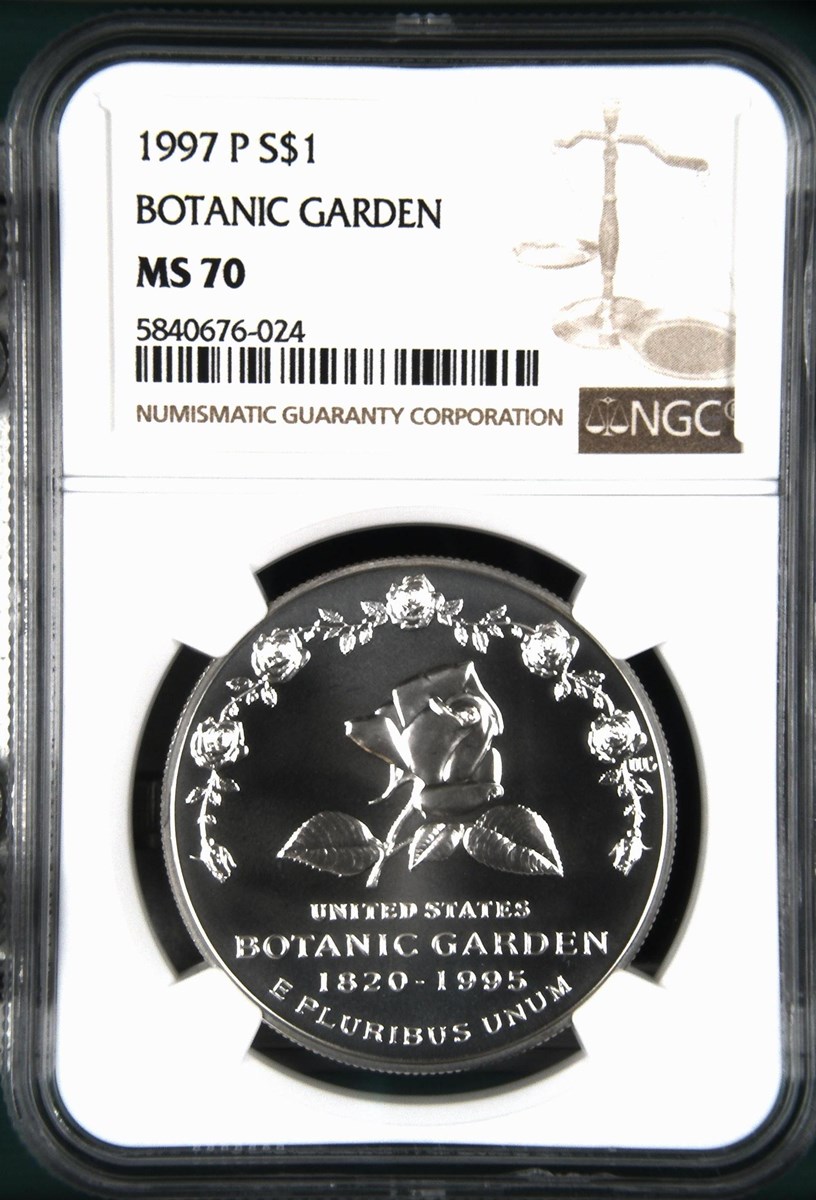 1997 P S$1
BOTANIC GARDEN
MS 70
5840676-024
NUMISMATIC GUARANTY CORPORATION
NGC
UNITED STATES
BOTANIC GARDEN
1820-1995
E PLURIBUS UNUM